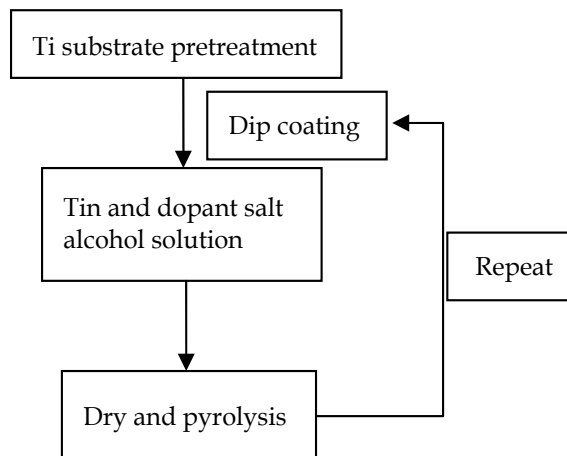 Ti substrate pretreatment
Dip coating
Tin and dopant salt
alcohol solution
Repeat
Dry and pyrolysis